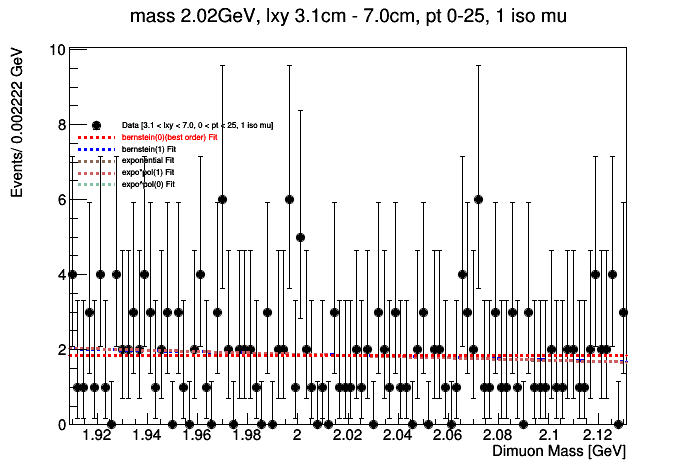 mass 2.02GeV, lxy 3.1cm - 7.0cm, pt 0-25, 1 iso mu
Events/ 0.002222 GeV
10
8
6
4
2
0
Data [3.1 < lxy < 7.0, 0 < pt < 25, 1 iso mu]
bernstein(0)(best order) Fit
bernstein(1) Fit
exponential Fit
expo*pol(1) Fit
expo*pol(0) Fit
1.92 1.94 1.96 1.98 2 2.02 2.04 2.06 2.08 2.1 2.12
Dimuon Mass [GeV]